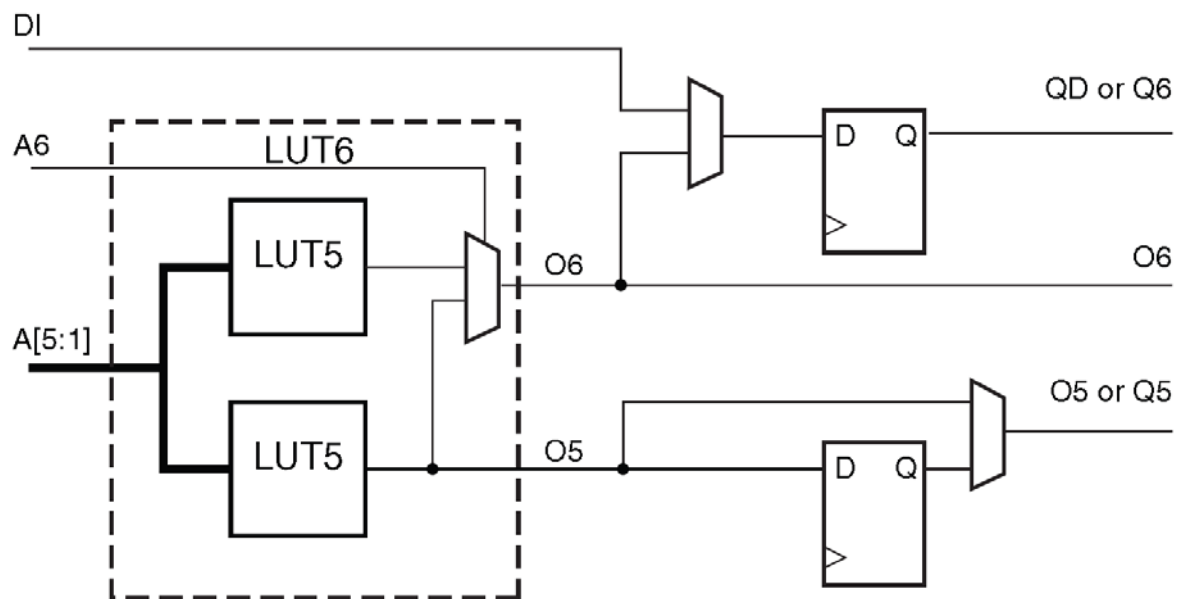 DI
QD or Q6
D Q
A6
LUT6
LUT5
O6
O6
A[5:1]
O5 or Q5
LUT5
O5
D Q